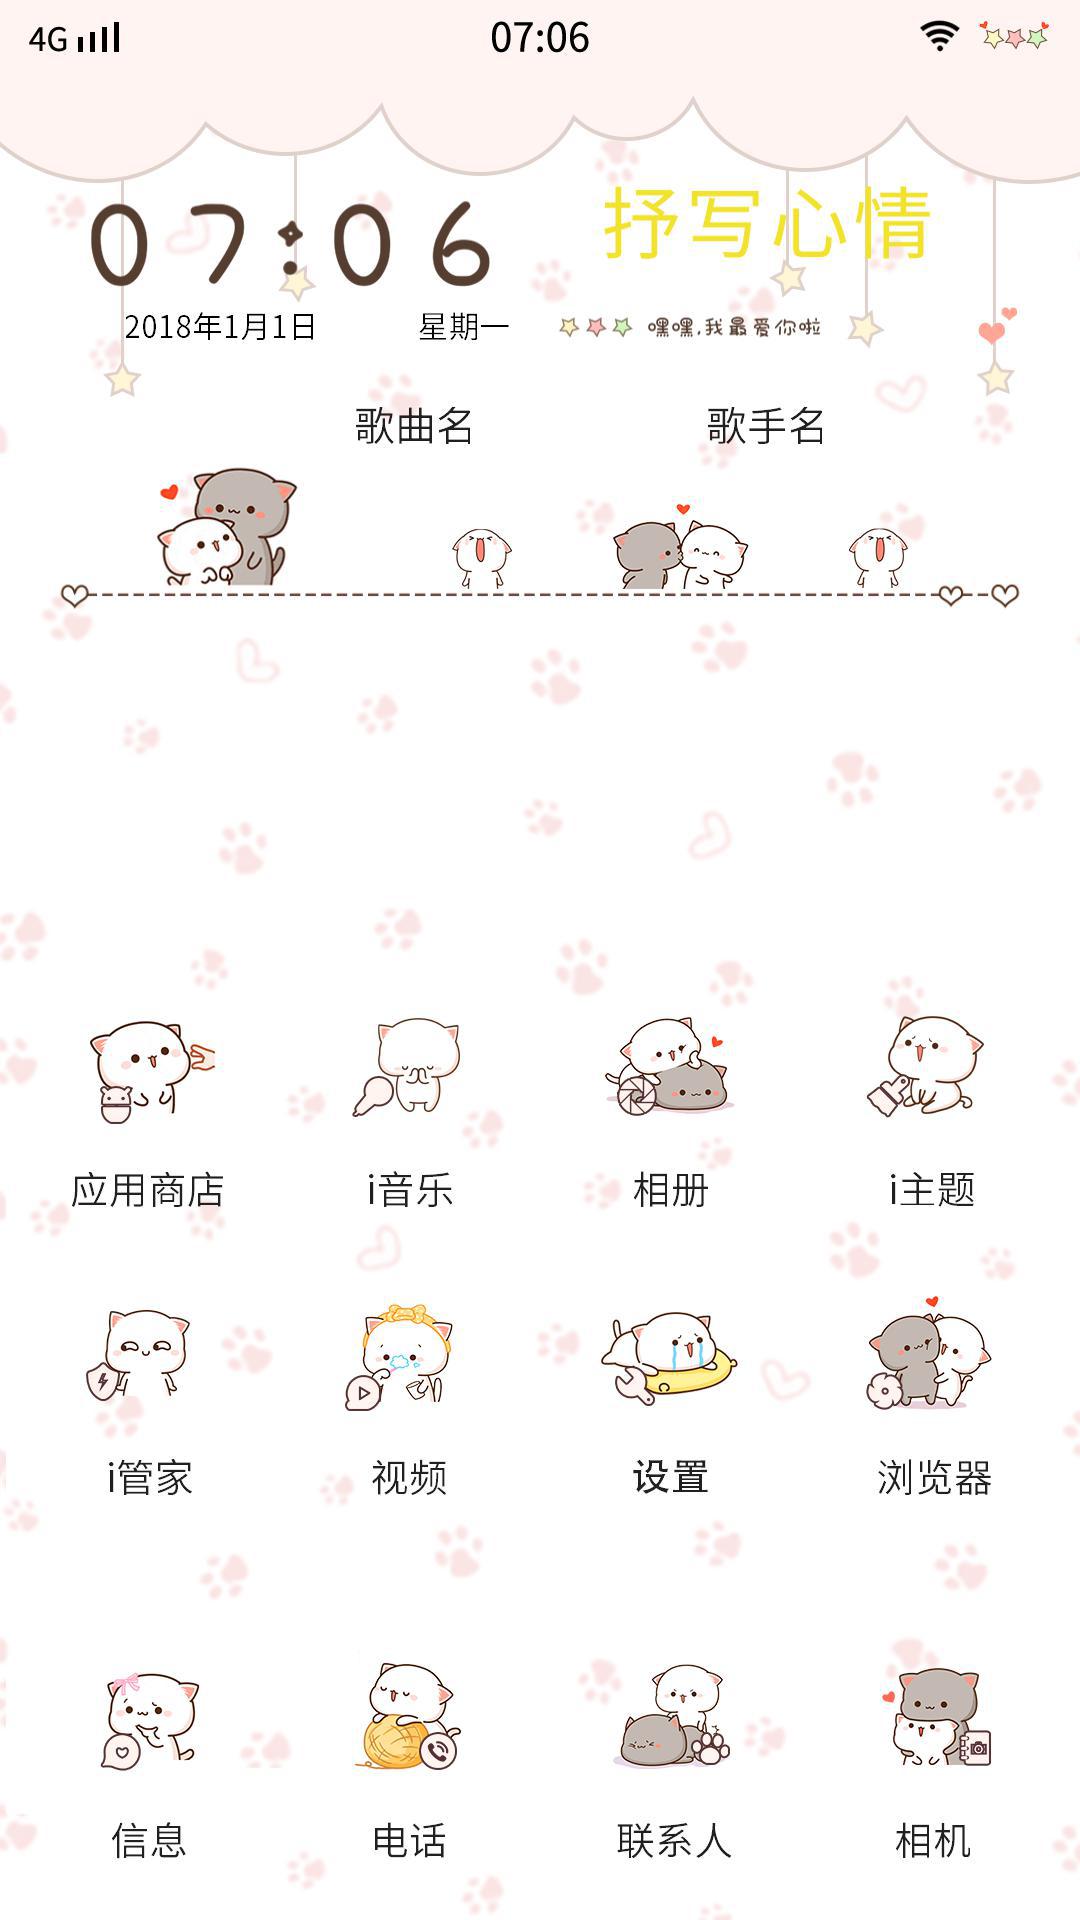 4G 07:06
07:06 抒写心情
2018年1月1日 星期一 嘿嘿,我最爱你啦
歌曲名 歌手名
应用商店 i音乐 相册 i主题
i管家 视频 设置 浏览器
信息 电话 联系人 相机